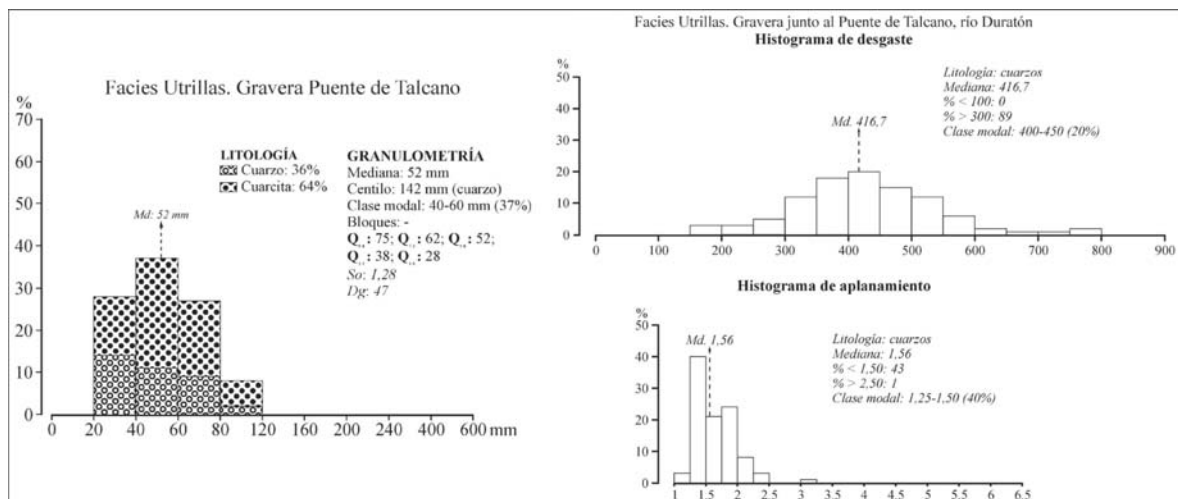 Facies Utrillas. Gravera Puente de Talcano
%
70
60
50
40
30
20
10
0
LITOLOGÍA
Cuarzo: 36%
Cuarcita: 64%
GRANULOMETRÍA
Mediana: 52 mm
Centilo: 142 mm (cuarzo)
Clase modal: 40-60 mm (37%)
Bloques: -
Q : 75; Q : 62; Q : 52;
Q : 38; Q : 28
So: 1,28
Dg: 47
Md: 52 mm
0 20 40 60 80 120 160 200 280 400 600 mm
Facies Utrillas. Gravera junto al Puente de Talcano, río Duratón
Histograma de desgaste
%
50
40
30
20
10
0
Md. 416,7
Litología: cuarzos
Mediana: 416,7
% < 100: 0
% > 300: 89
Clase modal: 400-450 (20%)
0 100 200 300 400 500 600 700 800 900
Histograma de aplanamiento
%
50
40
30
20
10
0
Md. 1,56
Litología: cuarzos
Mediana: 1,56
% < 1,50: 43
% > 2,50: 1
Clase modal: 1,25-1,50 (40%)
1 1.5 2 2.5 3 3.5 4 4.5 5 5.5 6 6.5